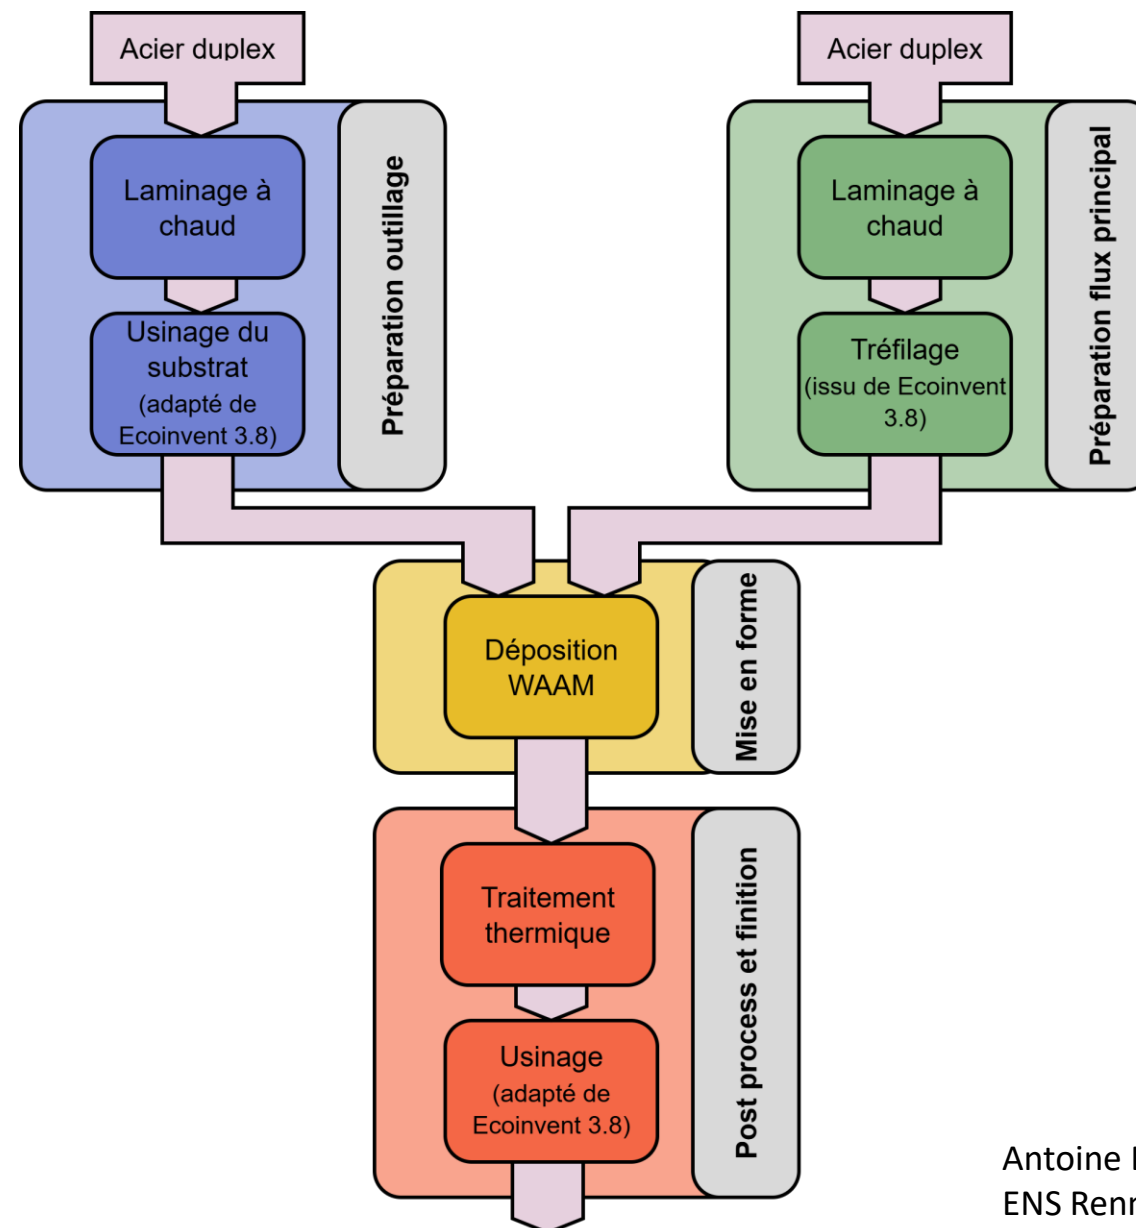 Acier duplex
Laminage à
chaud
Usinage du
substrat
(adapté de
Ecoinvent 3.8)
Préparation outillage
Acier duplex
Laminage à
chaud
Tréfilage
(issu de Ecoinvent
3.8)
Préparation flux principal
Déposition
WAAM
Mise en forme
Traitement
thermique
Usinage
(adapté de
Ecoinvent 3.8)
Post process et finition
Antoine
ENS